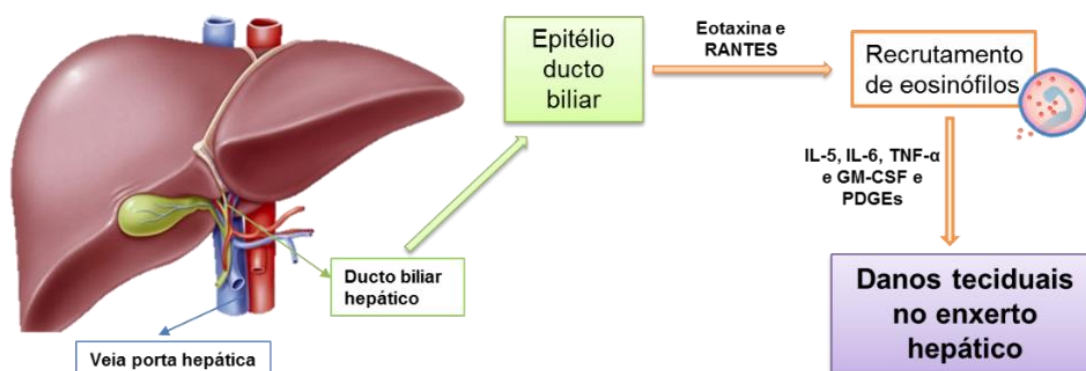 Epitélio
ducto
biliar
Eotaxina e
RANTES
Recrutamento
de eosinófilos
IL-5, IL-6, TNF-α
e GM-CSF e
PDGEs
Ducto biliar
hepático
Veia porta hepática
Danos teciduais
no enxerto
hepático